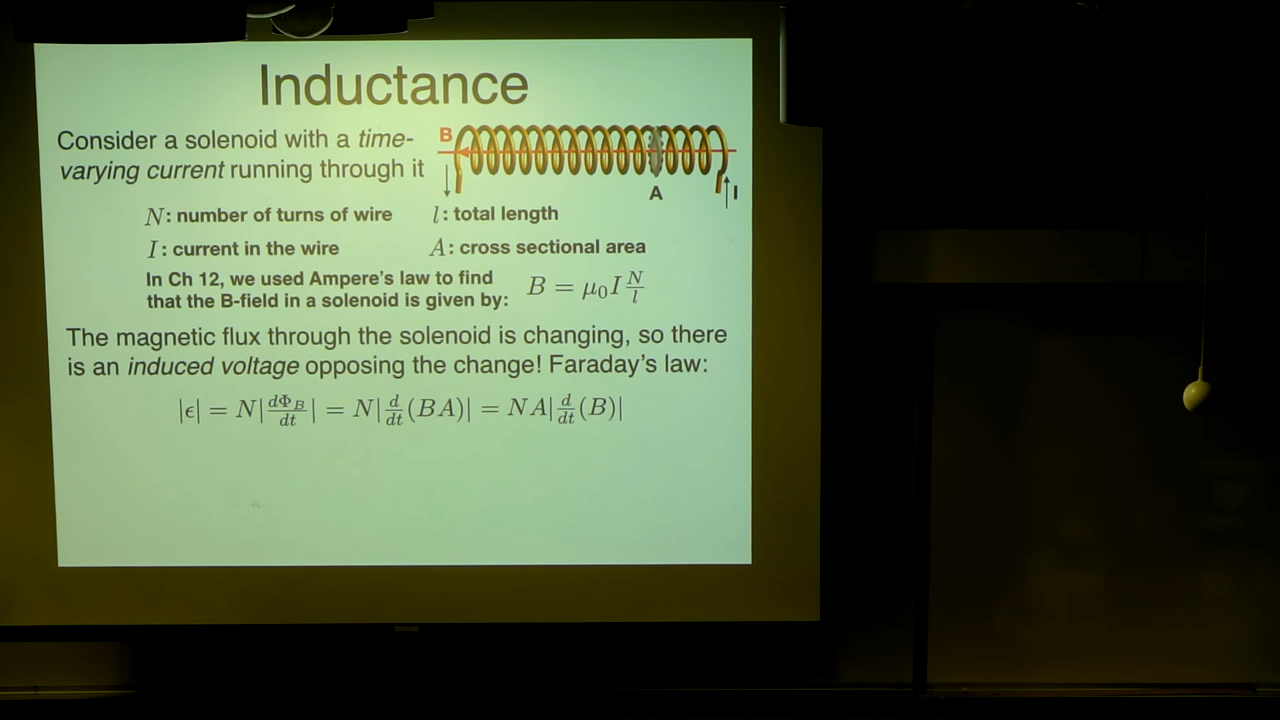 Inductance
Consider a solenoid with a time-
varying current running through it
B
A
I
N: number of turns of wire
l: total length
I: current in the wire
A: cross sectional area
In Ch 12, we used Ampere's law to find
that the B-field in a solenoid is given by:
B = μ₀I N/l
The magnetic flux through the solenoid is changing, so there
is an induced voltage opposing the change! Faraday's law:
|ϵ| = N|dΦ_B/dt| = N|d/dt(BA)| = NA|d/dt(B)|